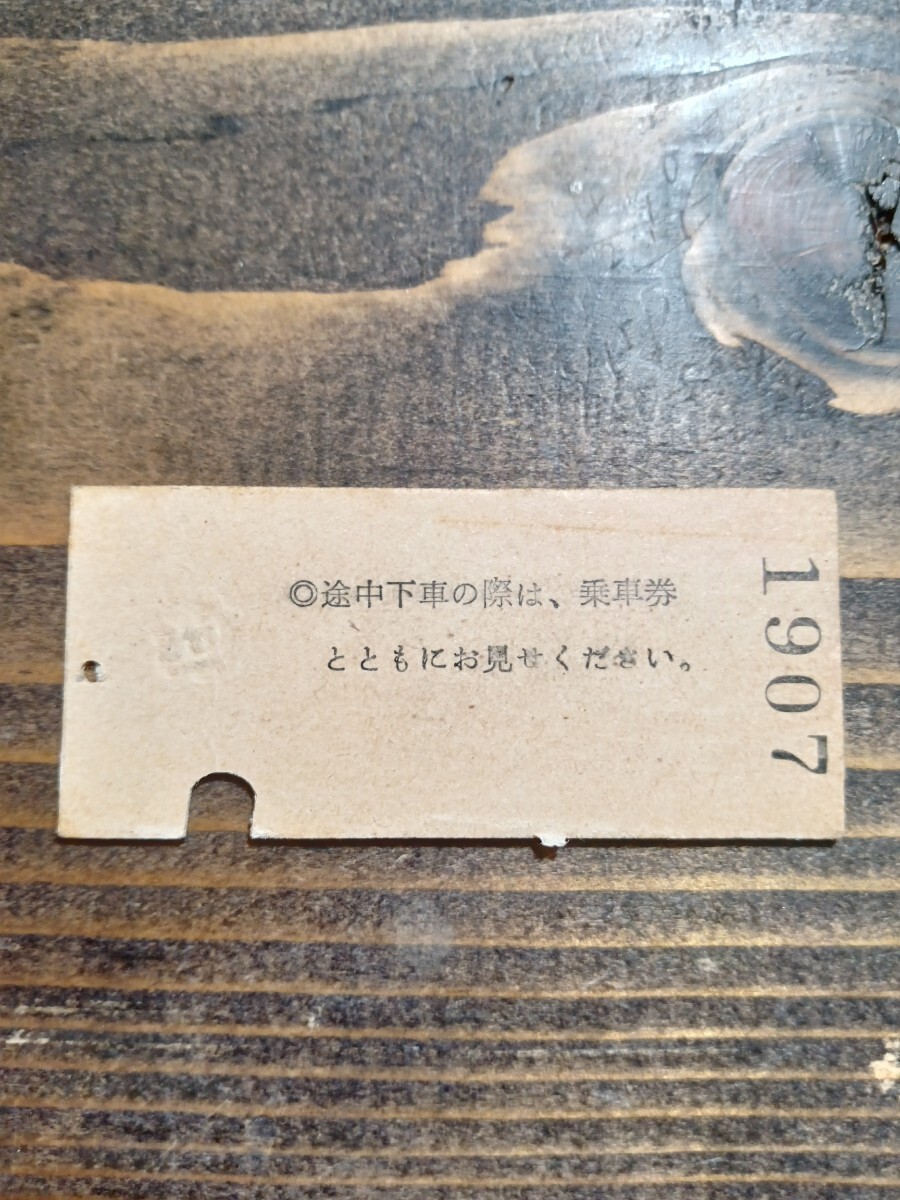 ◎途中下車の際は、乗車券
とともにお見せください。
1907